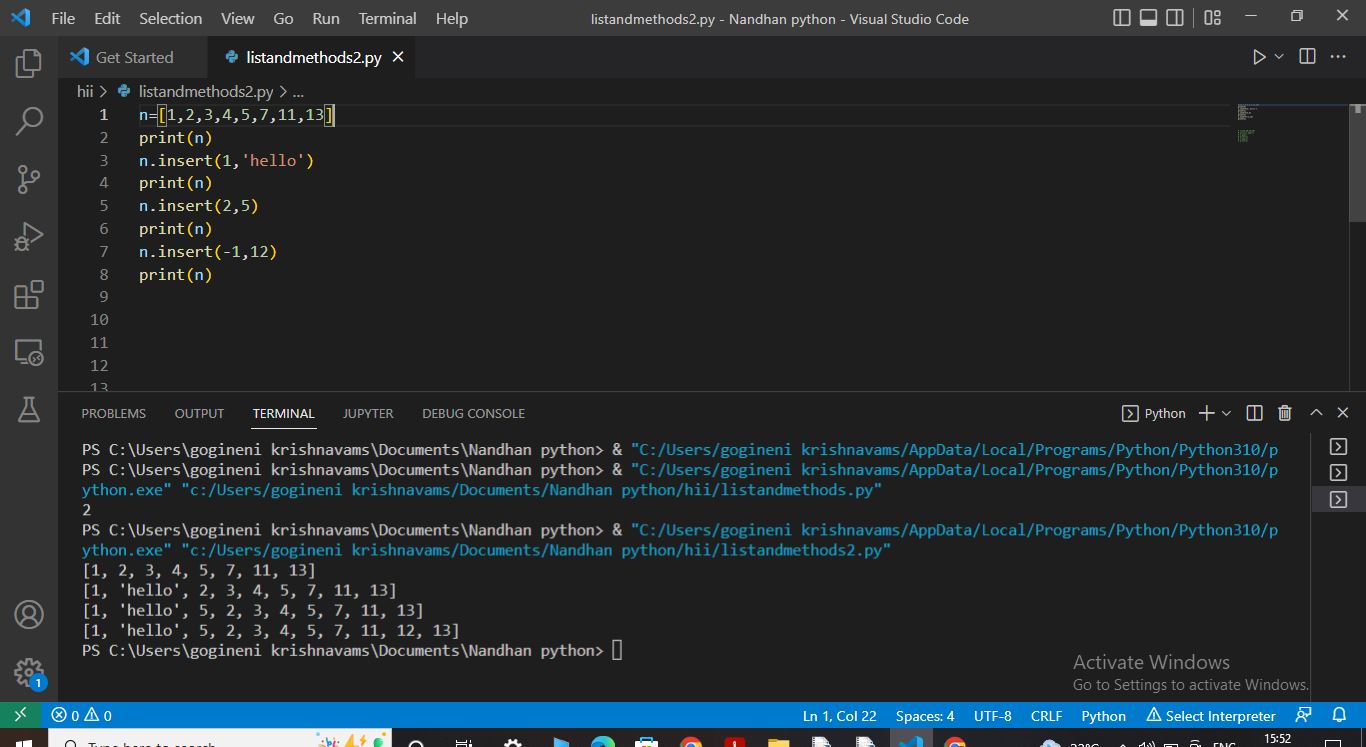 File Edit Selection View Go Run Terminal Help listandmethods2.py - Nandhan python - Visual Studio Code
Get Started listandmethods2.py
hii > listandmethods2.py > ...
1 n=[1,2,3,4,5,7,11,13]
2 print(n)
3 n.insert(1,'hello')
4 print(n)
5 n.insert(2,5)
6 print(n)
7 n.insert(-1,12)
8 print(n)
9
10
11
12
13
PROBLEMS OUTPUT TERMINAL JUPYTER DEBUG CONSOLE Python
PS C:\Users\gogineni krishnavams\Documents\Nandhan python> & "C:/Users/gogineni krishnavams/AppData/Local/Programs/Python/Python310/p
PS C:\Users\gogineni krishnavams\Documents\Nandhan python> & "C:/Users/gogineni krishnavams/AppData/Local/Programs/Python/Python310/p
ython.exe" "c:/Users/gogineni krishnavams/Documents/Nandhan python/hii/listandmethods.py"
2
PS C:\Users\gogineni krishnavams\Documents\Nandhan python> & "C:/Users/gogineni krishnavams/AppData/Local/Programs/Python/Python310/p
ython.exe" "c:/Users/gogineni krishnavams/Documents/Nandhan python/hii/listandmethods2.py"
[1, 2, 3, 4, 5, 7, 11, 13]
[1, 'hello', 2, 3, 4, 5, 7, 11, 13]
[1, 'hello', 5, 2, 3, 4, 5, 7, 11, 13]
[1, 'hello', 5, 2, 3, 4, 5, 7, 11, 12, 13]
PS C:\Users\gogineni krishnavams\Documents\Nandhan python>
Activate Windows
Go to Settings to activate Windows.
1
0 0 Ln 1, Col 22 Spaces: 4 UTF-8 CRLF Python Select Interpreter
Type here to search ENG 15:52